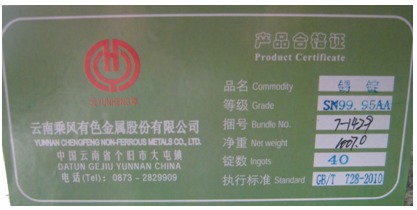 产品合格证
Product Certificate
YUNNAN
云南乘风有色金属股份有限公司
YUNNAN CHENGFENG NON-FERROUS METALS CO., LTD.
中国云南省个旧市大屯镇
DATUN GEJIU YUNNAN CHINA
电话(Tel): 0873-2829909
品名 Commodity 锡锭
等级 Grade SN99.95AA
捆号 Bundle No. 7-1429
净重 Net weight
锭数 Ingots 40
执行标准 Standard GB/T 728-2010